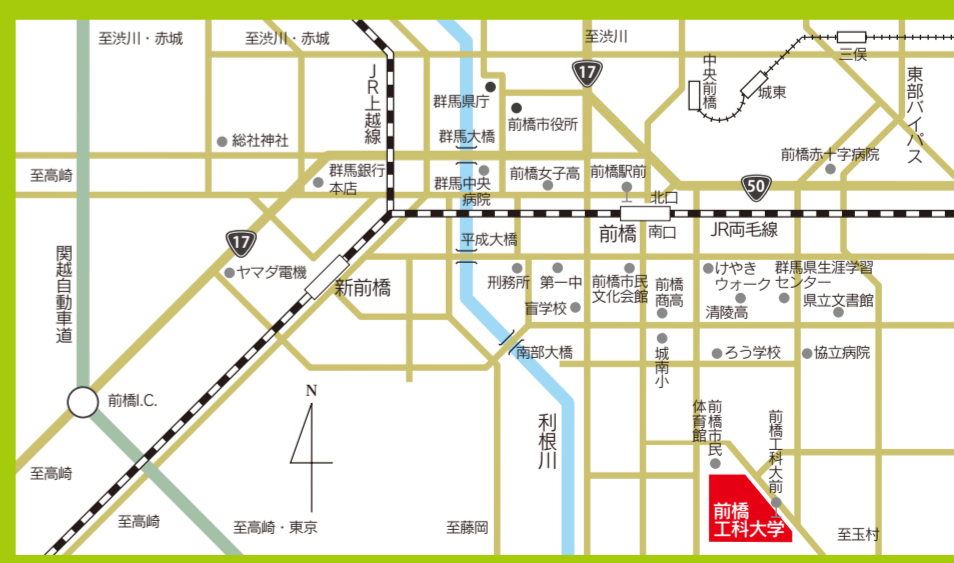 至渋川・赤城
至渋川・赤城
至渋川
三俣
中央前橋
城東
東部バイパス
17
JR上越線
群馬県庁
前橋市役所
群馬大橋
総社神社
前橋赤十字病院
至高崎
群馬銀行
本店
群馬中央
病院
前橋女子高
前橋駅前
50
北口
前橋
南口
JR両毛線
17
平成大橋
関越自動車道
ヤマダ電機
新前橋
刑務所
第一中
前橋市民
文化会館
前橋
商高
けやき
ウォーク
群馬県生涯学習
センター
盲学校
清陵高
県立文書館
南部大橋
城南小
ろう学校
協立病院
前橋I.C.
N
利根川
前橋市民
体育館
前橋工科大前
至高崎
前橋
工科大学
至高崎
至高崎・東京
至藤岡
至玉村